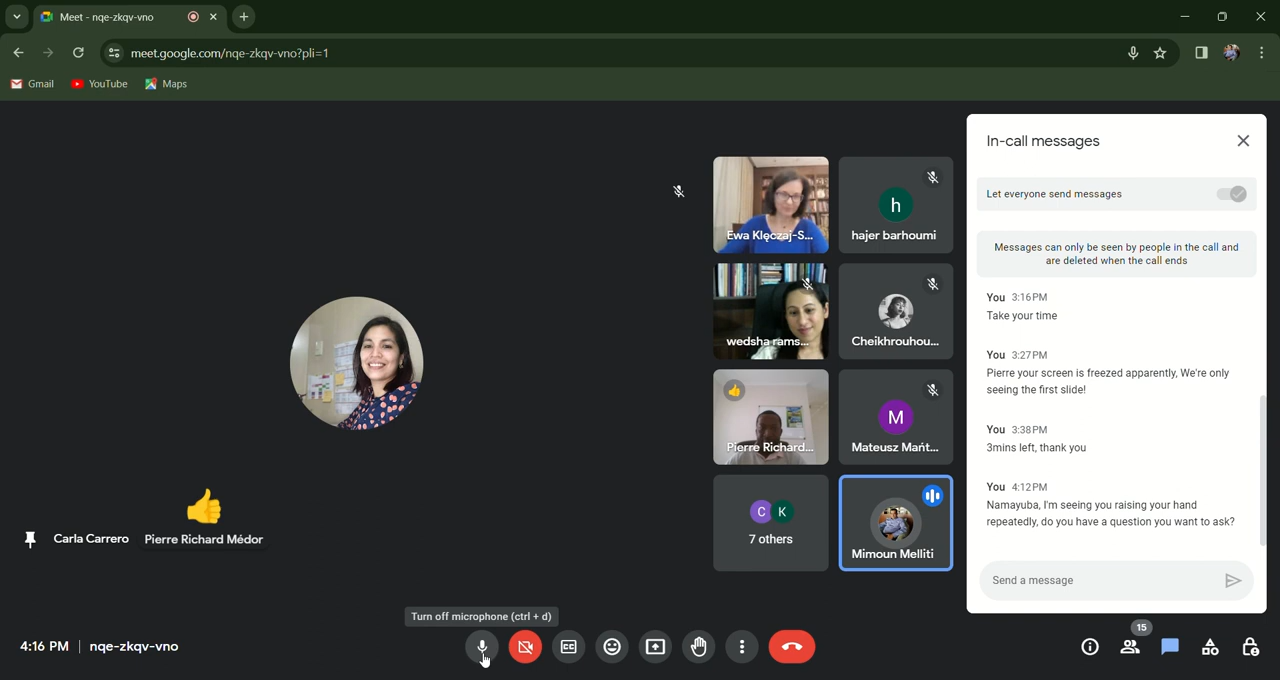 Meet - nqe-zkqv-vno
meet.google.com/nqe-zkqv-vno?pli=1
Gmail YouTube Maps
In-call messages
Let everyone send messages
Messages can only be seen by people in the call and
are deleted when the call ends
You 3:16 PM
Take your time
You 3:27 PM
Pierre your screen is freezed apparently, We're only
seeing the first slide!
You 3:38 PM
3mins left, thank you
You 4:12 PM
Namayuba, I'm seeing you raising your hand
repeatedly, do you have a question you want to ask?
Send a message
Ewa Klęczaj-S...
h
hajer barhoumi
wedsha rams...
Cheikhrouhou...
Pierre Richard...
M
Mateusz Mańt...
C K
7 others
Mimoun Melliti
Carla Carrero
Pierre Richard Médor
Turn off microphone (ctrl + d)
4:16 PM | nqe-zkqv-vno
15